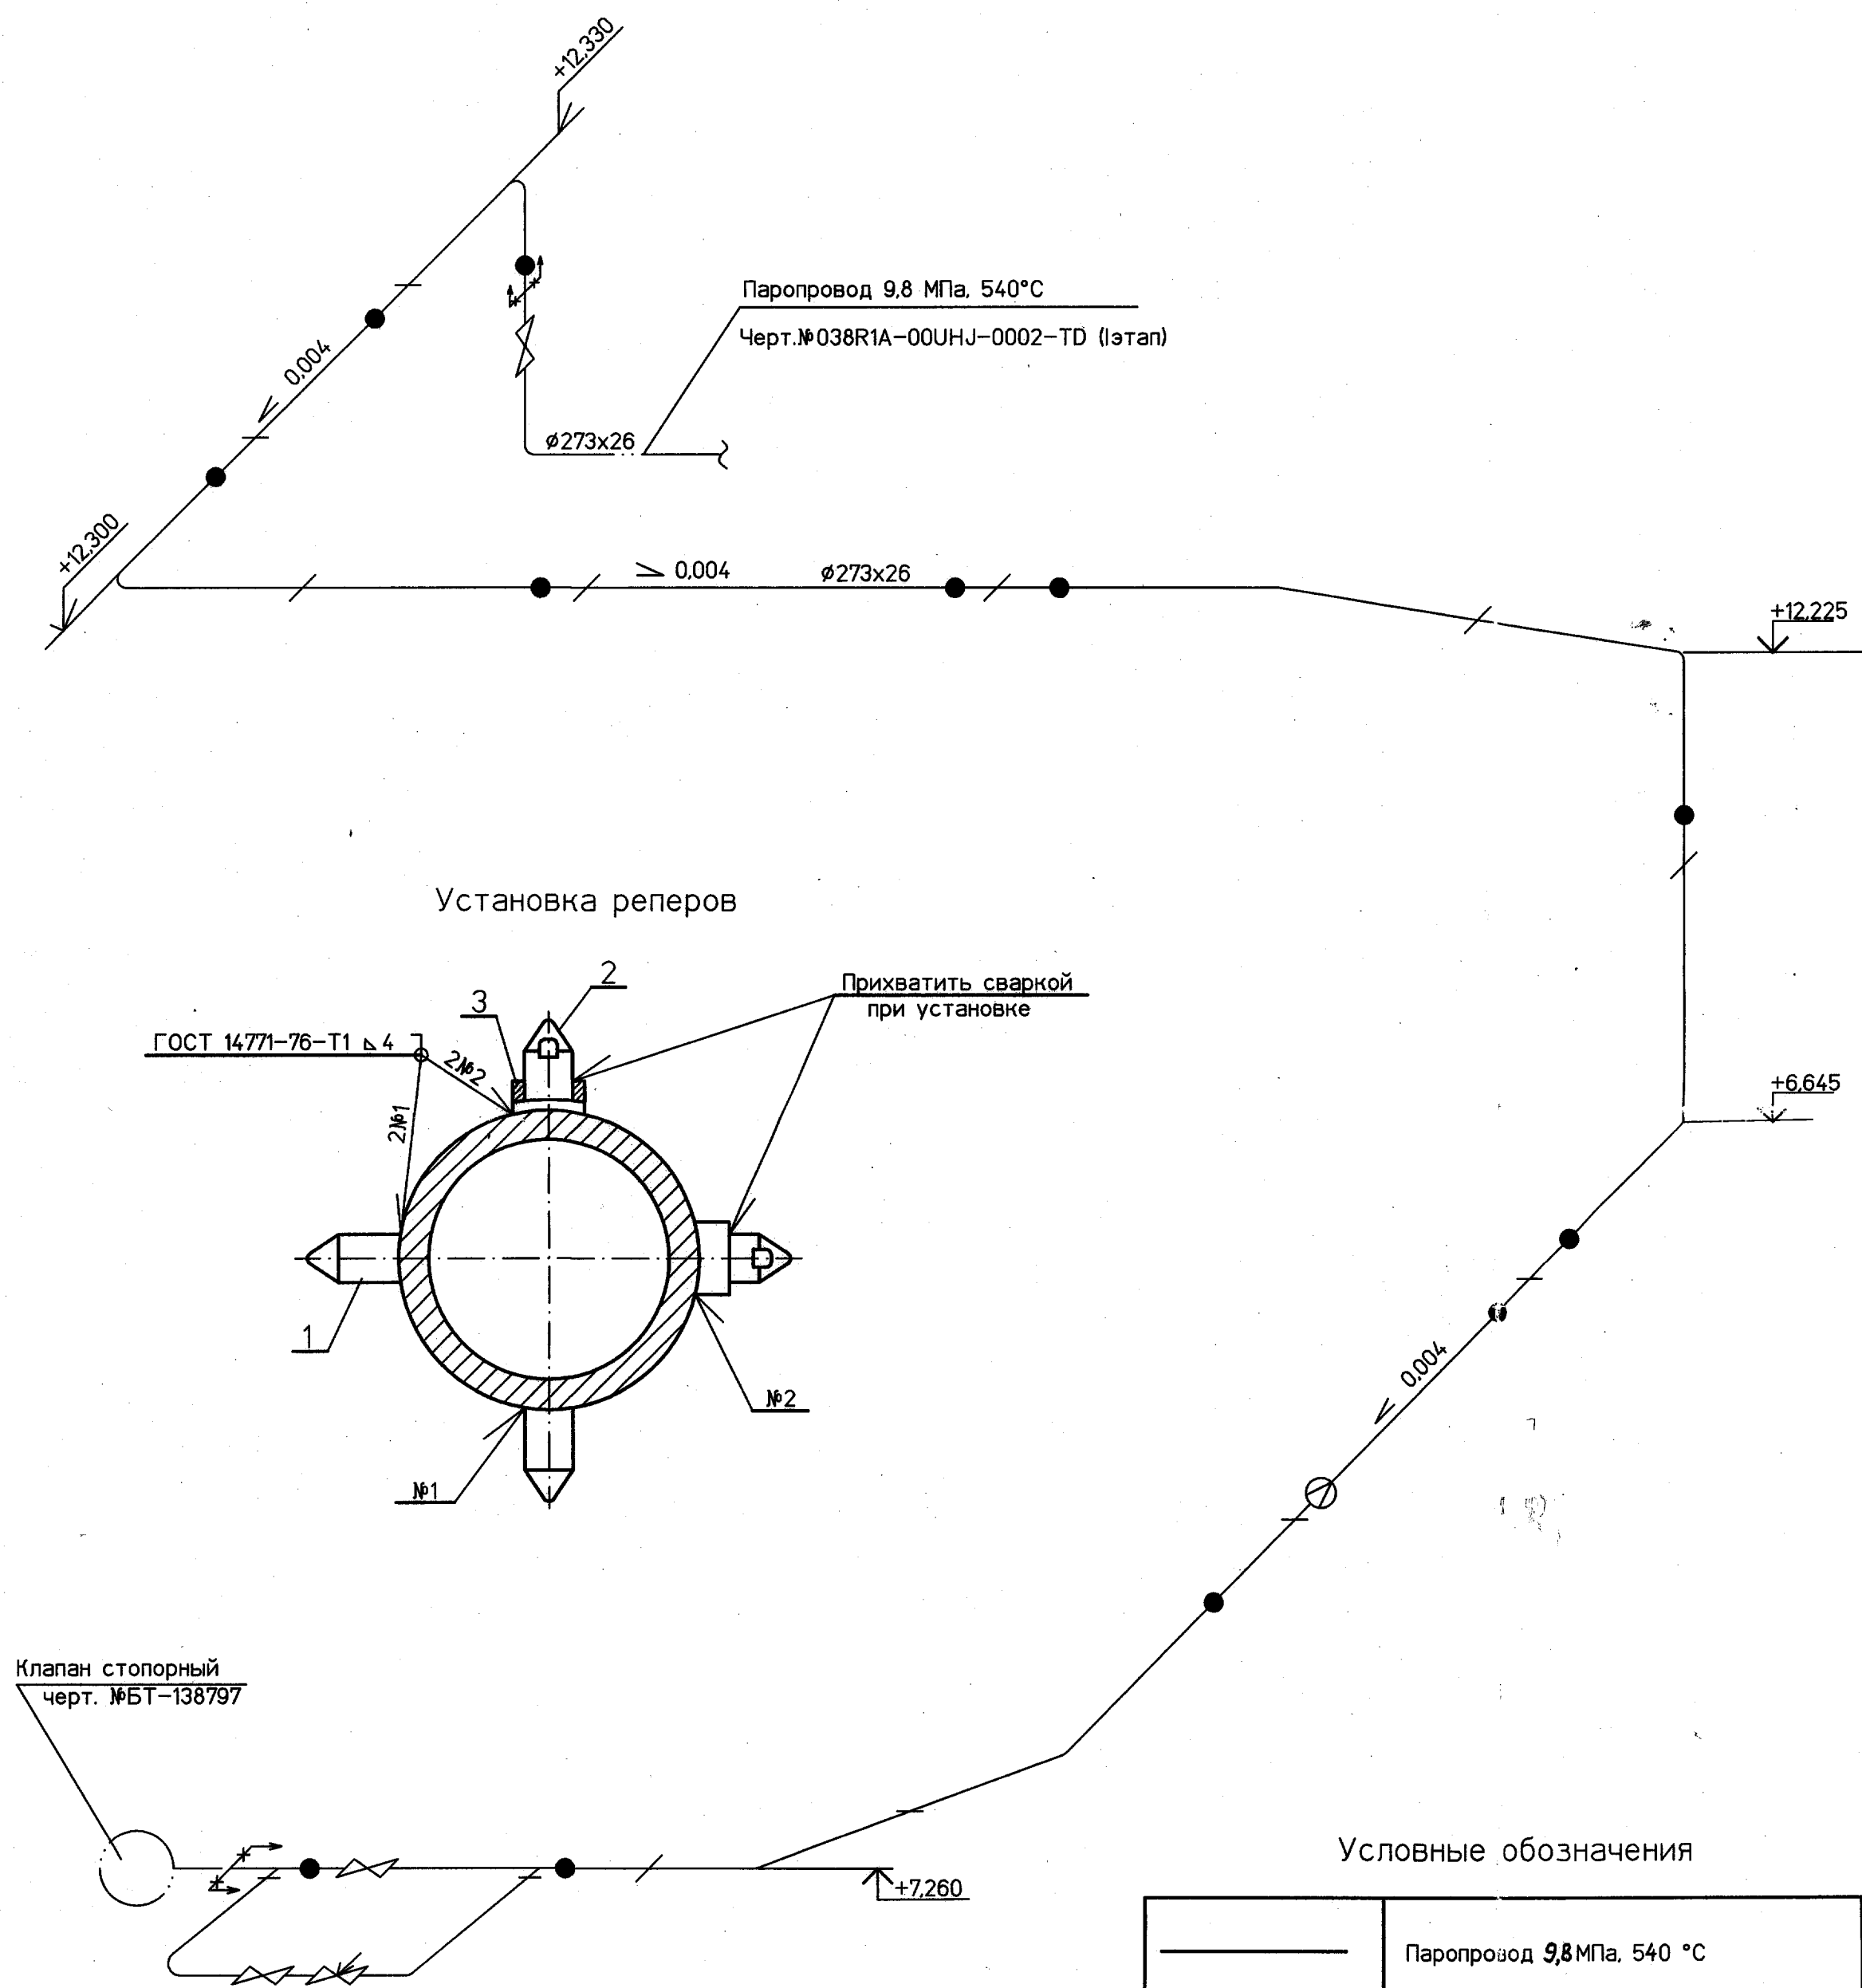 +12,330
Паропровод 9,8 МПа, 540°С
Черт.№038R1A-00UHJ-0002-TD (Iэтап)
0,004
ø273х26
+12,300
0,004
ø273х26
+12,225
Установка реперов
2
3
Прихватить сваркой
при установке
ГОСТ 14771-76-Т1 ⊾ 4
2№2
2№1
+6,645
1
№2
№1
0,004
Клапан стопорный
черт. №БТ-138797
+7,260
Условные обозначения
Паропровод 9,8 МПа, 540 °С